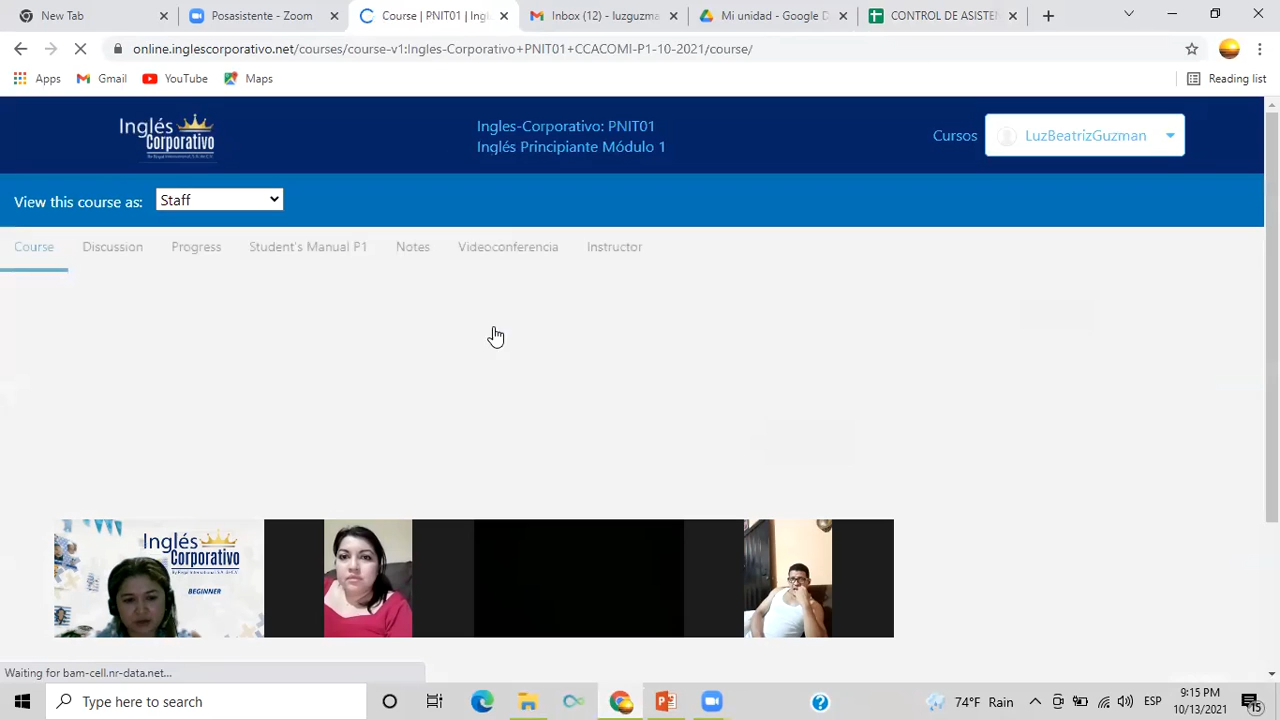 New Tab
Posasistente - Zoom
Course | PNIT01 | Ingl
Inbox (12) - luzguzma
Mi unidad - Google D
CONTROL DE ASISTE
online.inglescorporativo.net/courses/course-v1:Ingles-Corporativo+PNIT01+CCACOMI-P1-10-2021/course/
Apps
Gmail
YouTube
Maps
Reading list
Inglés
Corporativo
Ingles-Corporativo: PNIT01
Inglés Principiante Módulo 1
Cursos
LuzBeatrizGuzman
View this course as:
Staff
Course
Discussion
Progress
Student's Manual P1
Notes
Videoconferencia
Instructor
Inglés
Corporativo
BEGINNER
Waiting for bam-cell.nr-data.net...
Type here to search
74°F Rain
ESP
9:15 PM
10/13/2021
15